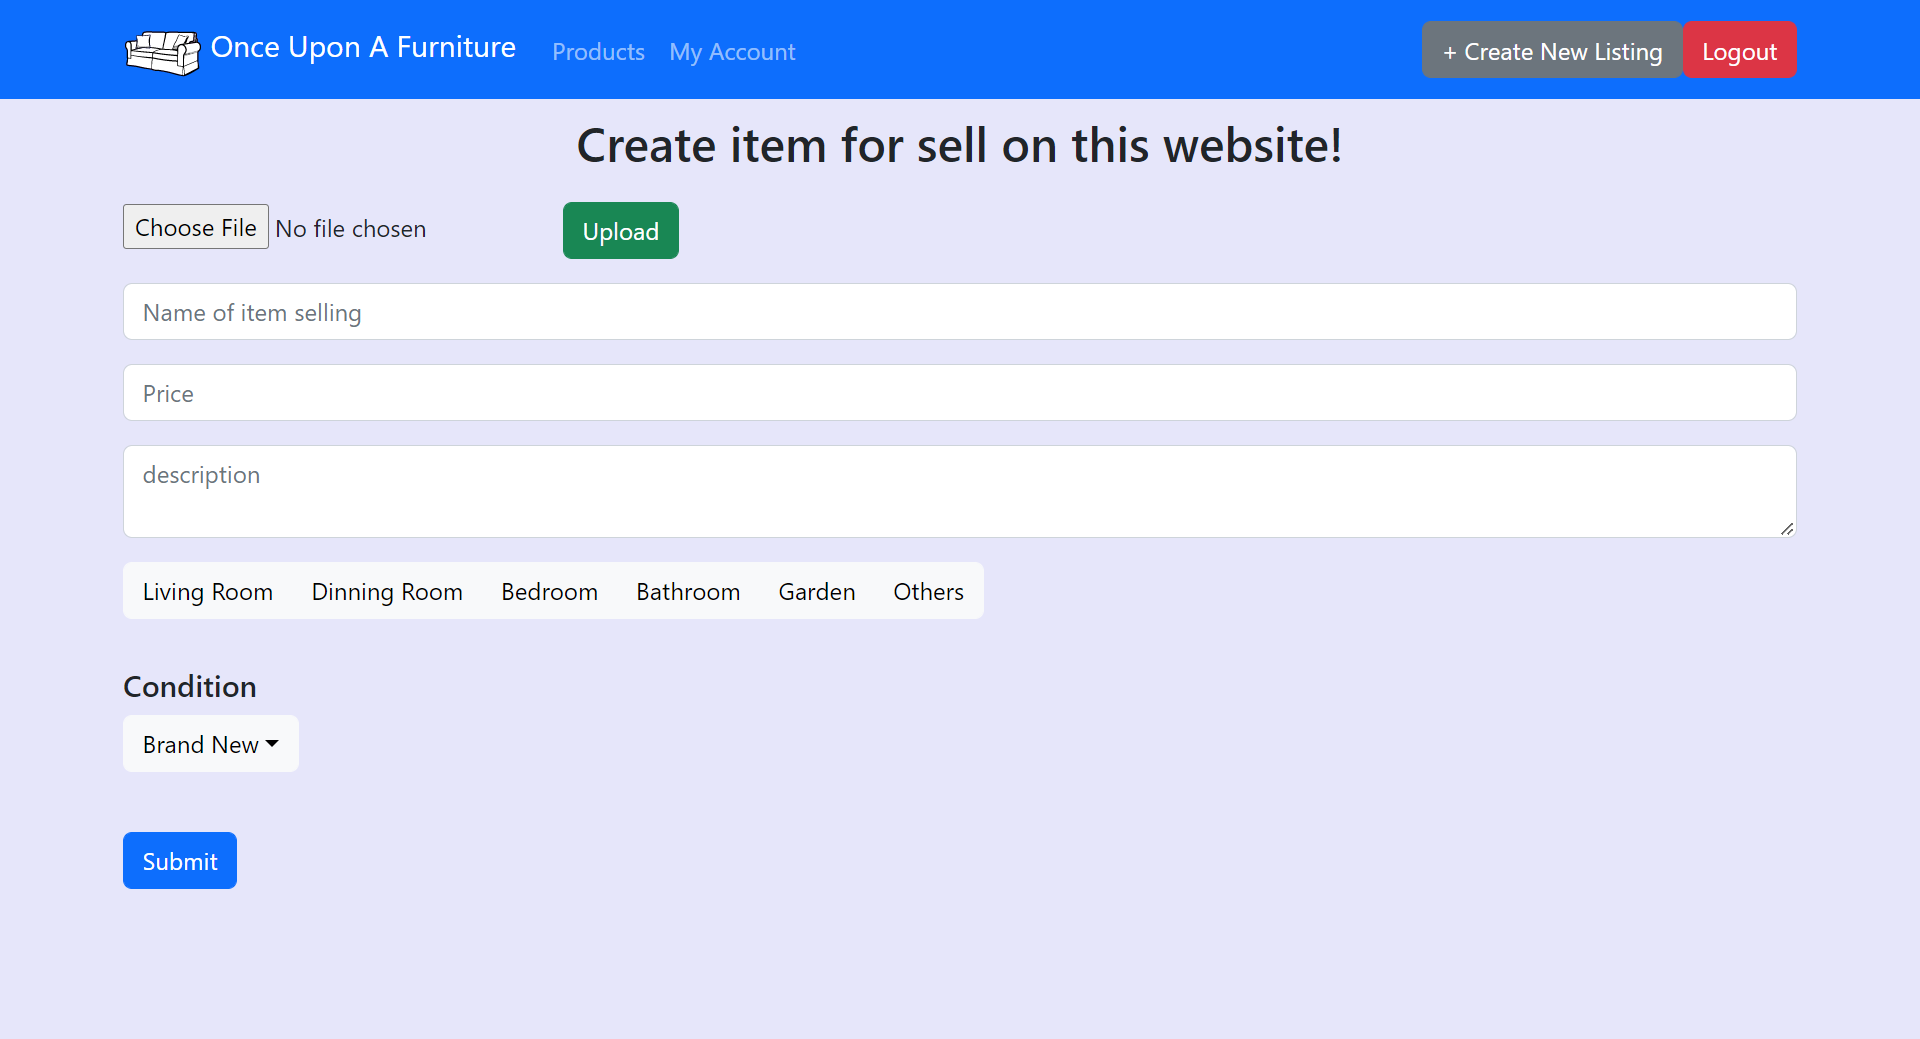 Once Upon A Furniture Products My Account + Create New Listing Logout
Create item for sell on this website!
Choose File No file chosen Upload
Name of item selling
Price
description
Living Room Dinning Room Bedroom Bathroom Garden Others
Condition
Brand New
Submit